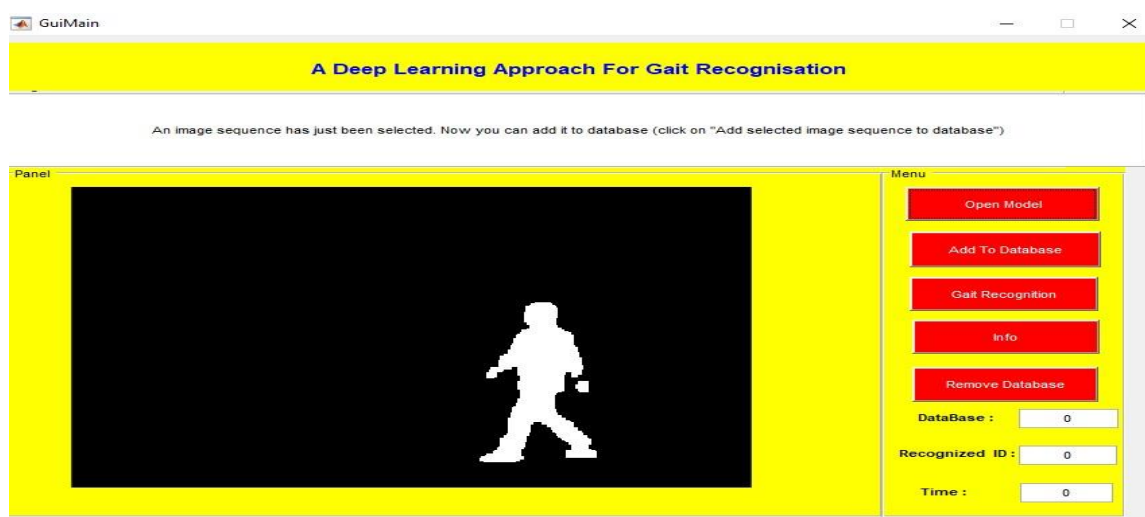 GuiMain
A Deep Learning Approach For Gait Recognisation
An image sequence has just been selected. Now you can add it to database (click on "Add selected image sequence to database")
Panel
Menu
Open Model
Add To Database
Gait Recognition
Info
Remove Database
DataBase : 0
Recognized ID : 0
Time : 0